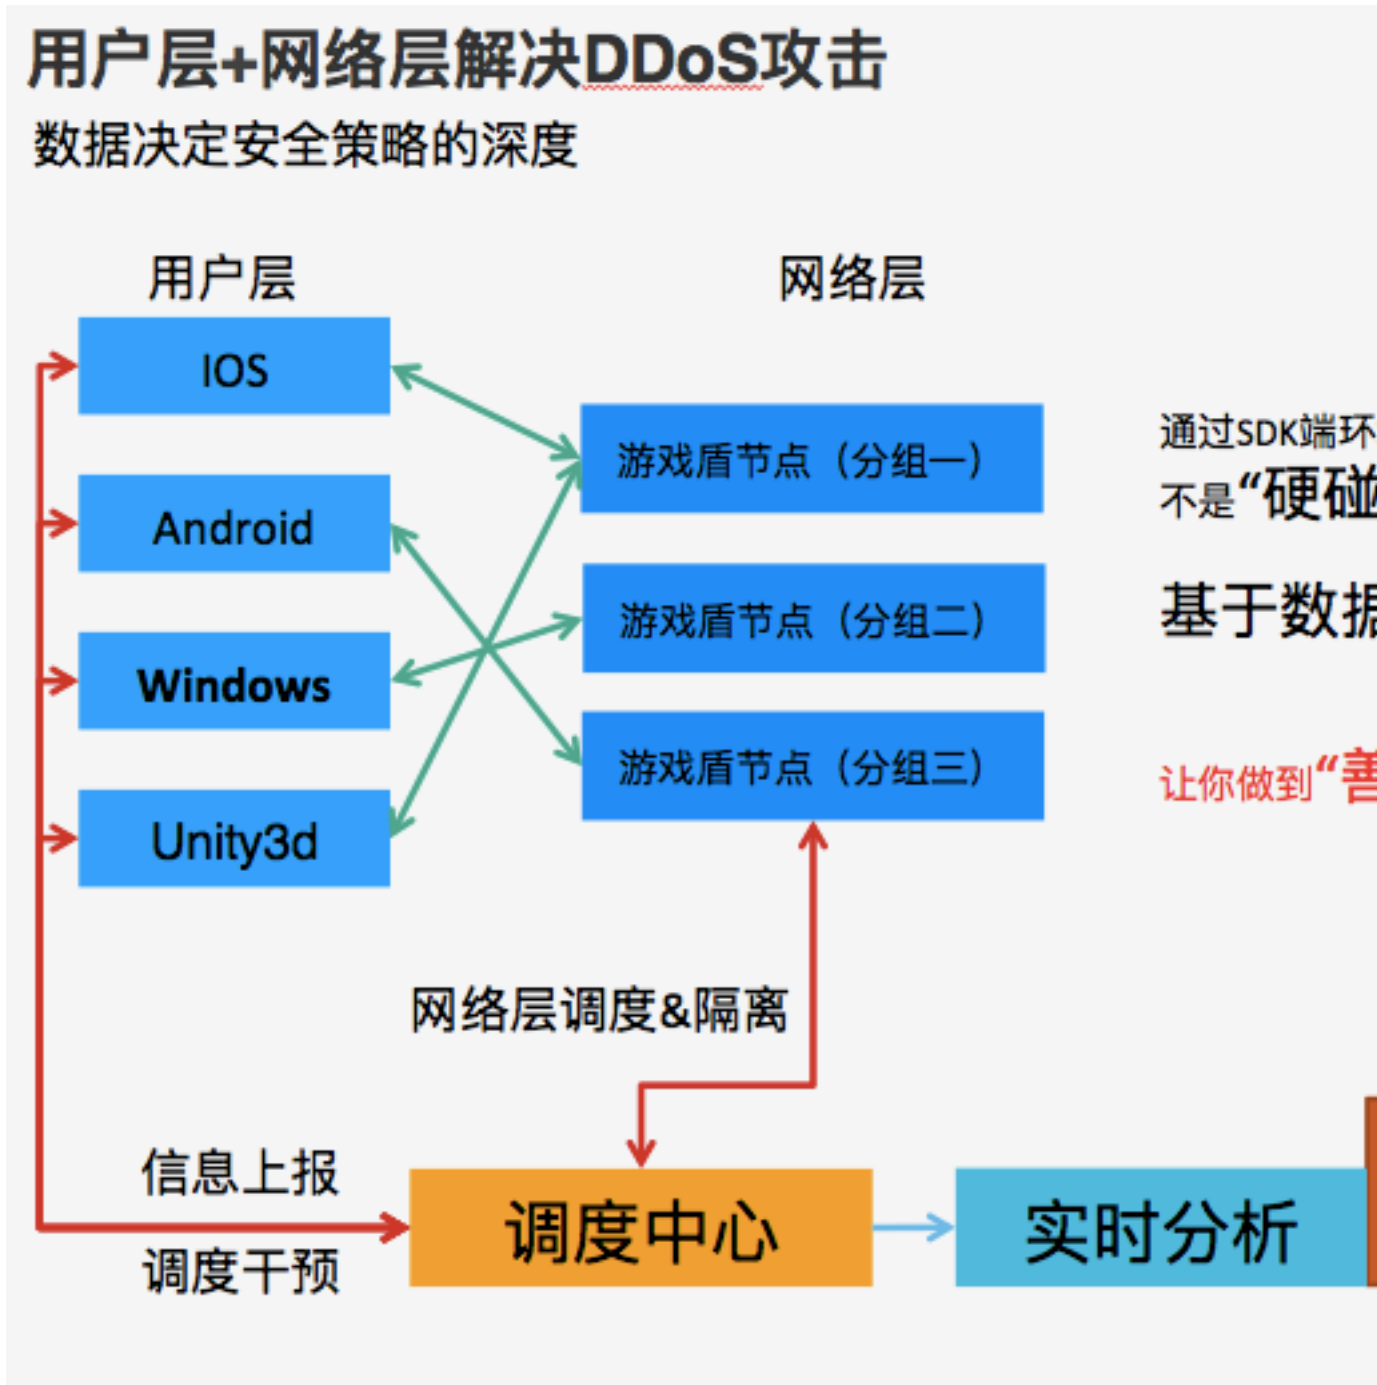 用户层+网络层解决DDoS攻击
数据决定安全策略的深度
用户层
网络层
IOS
Android
Windows
Unity3d
游戏盾节点（分组一）
游戏盾节点（分组二）
游戏盾节点（分组三）
通过SDK端环
不是“硬碰
基于数据
让你做到“善
网络层调度&隔离
信息上报
调度干预
调度中心
实时分析